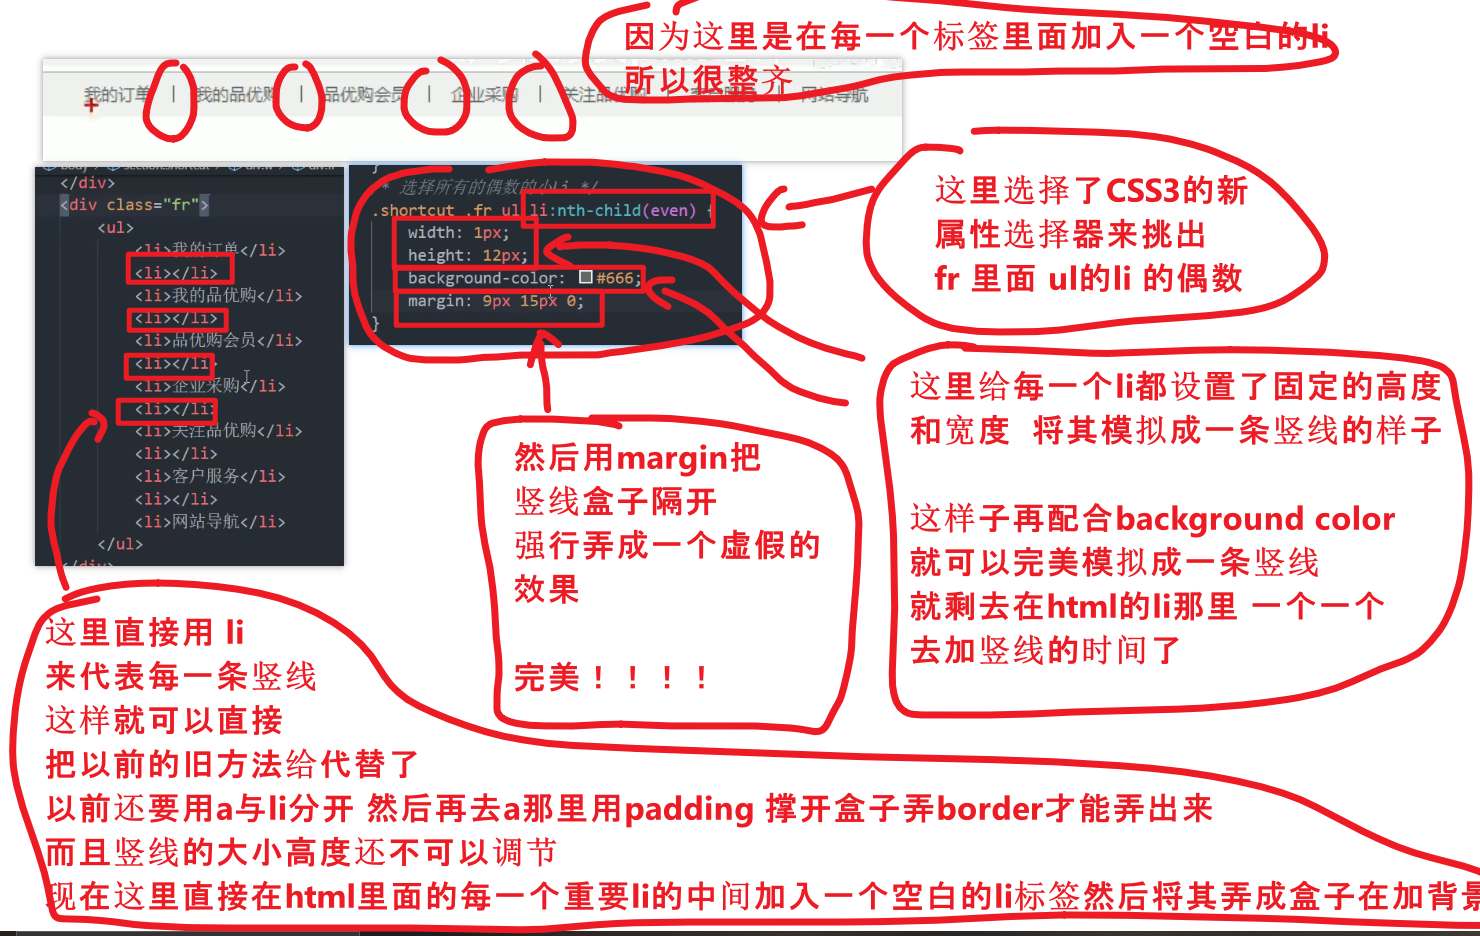 因为这里是在每一个标签里面加入一个空白的li
所以很整齐
我的订单 | 我的品优购 | 品优购会员 | 企业采购 | 关注品优购 | 客户服务 | 网站导航
</div>
<div class="fr">
<ul>
<li>我的订单</li>
<li></li>
<li>我的品优购</li>
<li></li>
<li>品优购会员</li>
<li></li>
<li>企业采购</li>
<li></li>
<li>关注品优购</li>
<li></li>
<li>客户服务</li>
<li></li>
<li>网站导航</li>
</ul>
}
* 选择所有的偶数的小li */
.shortcut .fr ul li:nth-child(even) {
width: 1px;
height: 12px;
background-color: #666;
margin: 9px 15px 0;
}
这里选择了CSS3的新
属性选择器来挑出
fr 里面 ul的li 的偶数
这里给每一个li都设置了固定的高度
和宽度 将其模拟成一条竖线的样子
这样子再配合background color
就可以完美模拟成一条竖线
就剩去在html的li那里 一个一个
去加竖线的时间了
然后用margin把
竖线盒子隔开
强行弄成一个虚假的
效果
完美！！！！
这里直接用 li
来代表每一条竖线
这样就可以直接
把以前的旧方法给代替了
以前还要用a与li分开 然后再去a那里用padding 撑开盒子弄border才能弄出来
而且竖线的大小高度还不可以调节
现在这里直接在html里面的每一个重要li的中间加入一个空白的li标签然后将其弄成盒子在加背景